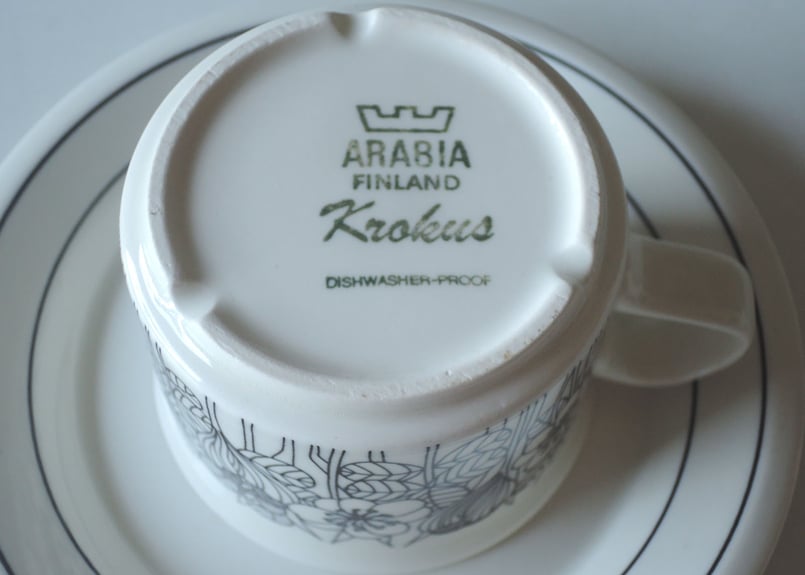 ARABIA
FINLAND
Krokus
DISHWASHER-PROOF